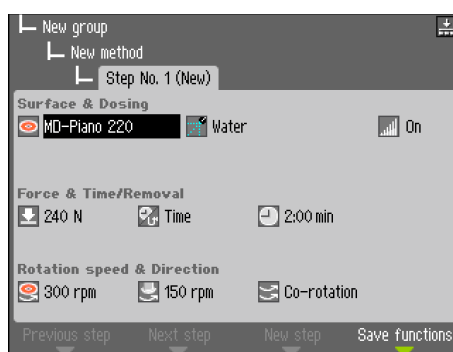 New group
New method
Step No. 1 (New)
Surface & Dosing
MD-Piano 220 Water On
Force & Time/Removal
240 N Time 2:00 min
Rotation speed & Direction
300 rpm 150 rpm Co-rotation
Previous step Next step New step Save functions